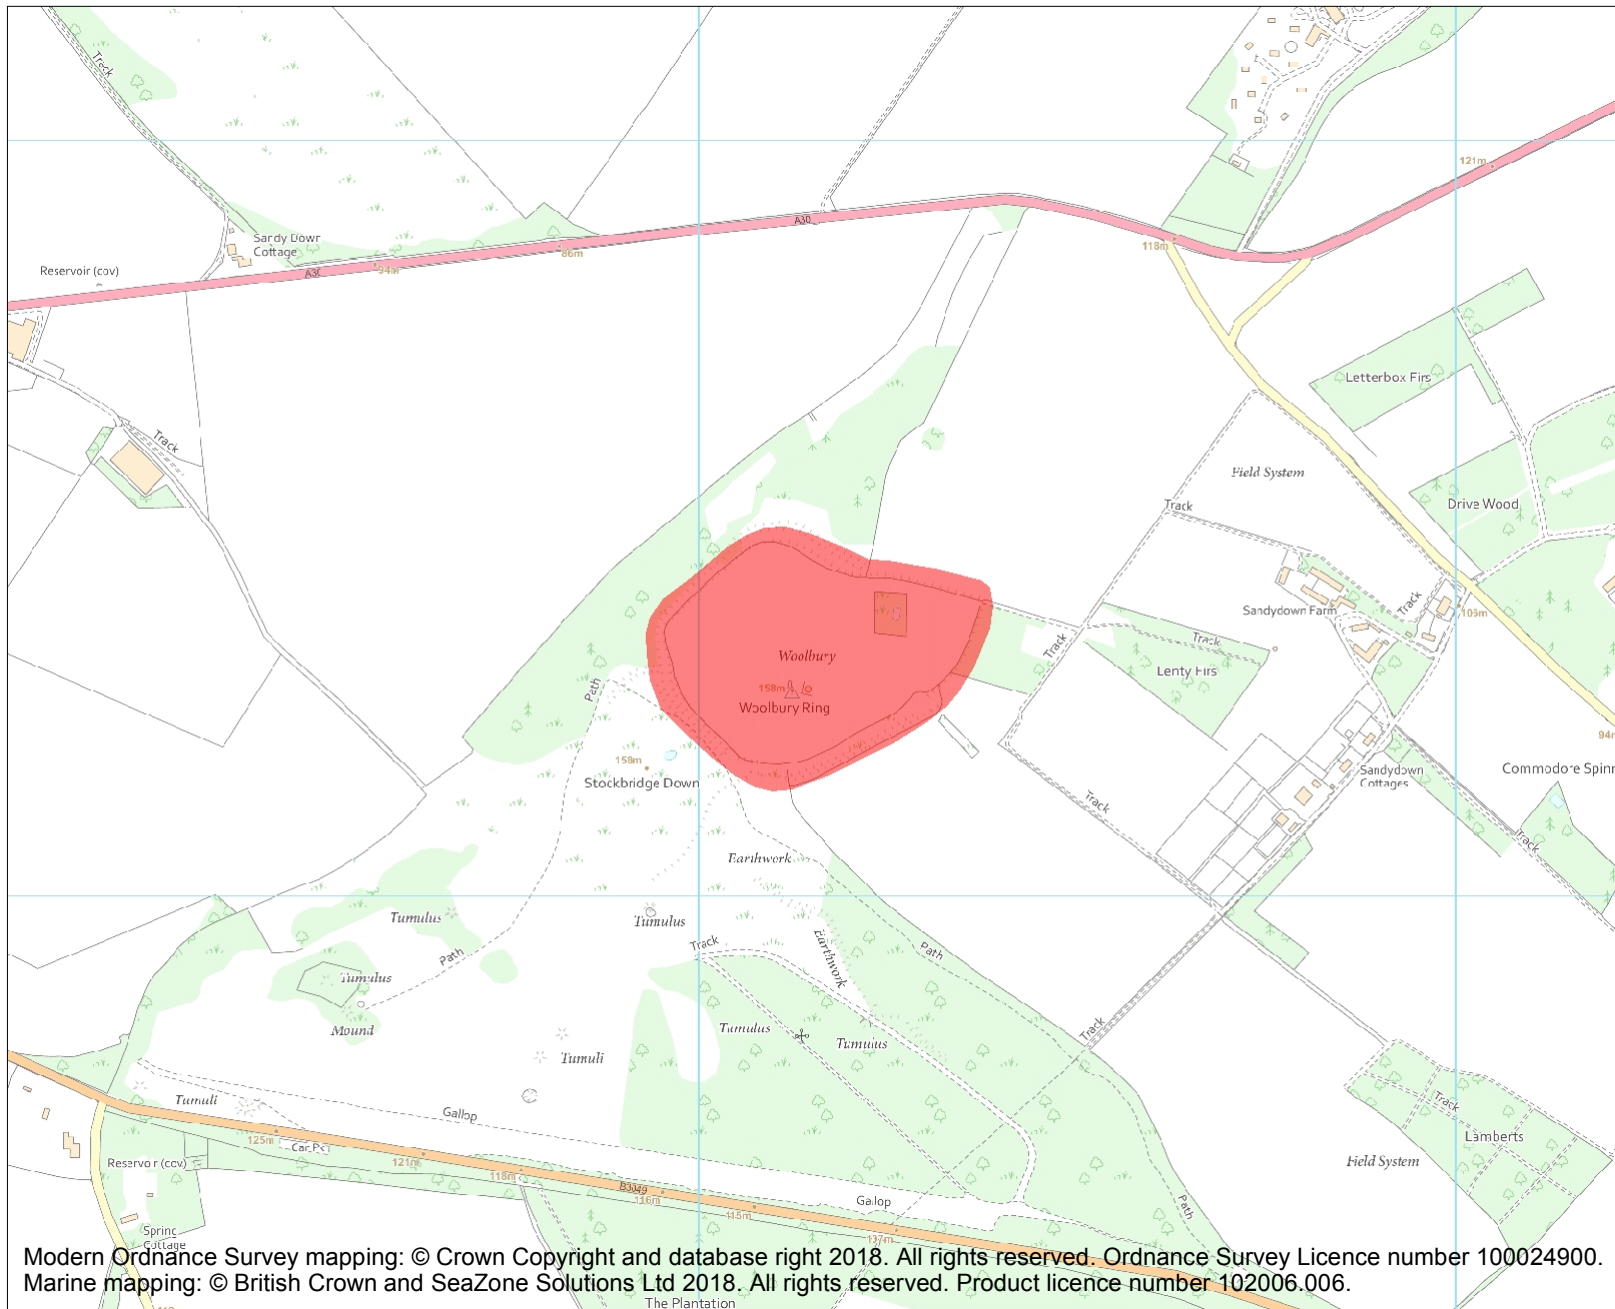 Track
Sandy Down
Cottage
Reservoir (cov)
A30
94m
86m
A30
118m
121m
Letterbox Firs
Track
Field System
Drive Wood
Track
Sandydown Farm
Track
106m
Track
Track
Lenty Firs
Woolbury
158m
Woolbury Ring
Path
158m
Stockbridge Down
94m
Sandydown
Cottages
Commodore Spinn
Track
Track
Earthwork
Tumulus
Tumulus
Track
Earthwork
Path
Path
Tumulus
Mound
Tumulus
Tumulus
Track
Tumuli
Tumuli
Gallop
125m
Car Pk
121m
118m
B3049
116m
115m
Gallop
137m
Path
Track
Lamberts
Field System
Reservoir (cov)
Spring
Cottage
Modern Ordnance Survey mapping: © Crown Copyright and database right 2018. All rights reserved. Ordnance Survey Licence number 100024900.
Marine mapping: © British Crown and SeaZone Solutions Ltd 2018. All rights reserved. Product licence number 102006.006.
The Plantation